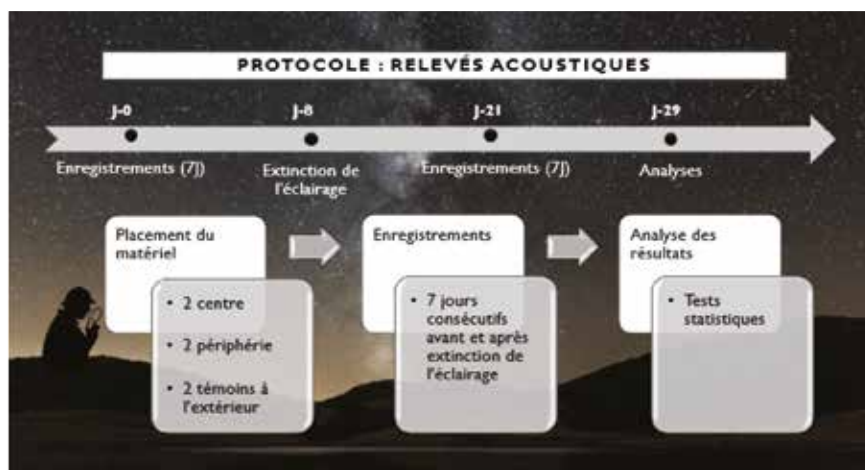 PROTOCOLE : RELEVÉS ACOUSTIQUES
J-0
J-8
J-21
J-29
Enregistrements (7J)
Extinction de
l'éclairage
Enregistrements (7J)
Analyses
Placement du
matériel
• 2 centre
• 2 périphérie
• 2 témoins à
l'extérieur
Enregistrements
• 7 jours
consécutifs
avant et après
extinction de
l'éclairage
Analyse des
résultats
• Tests
statistiques